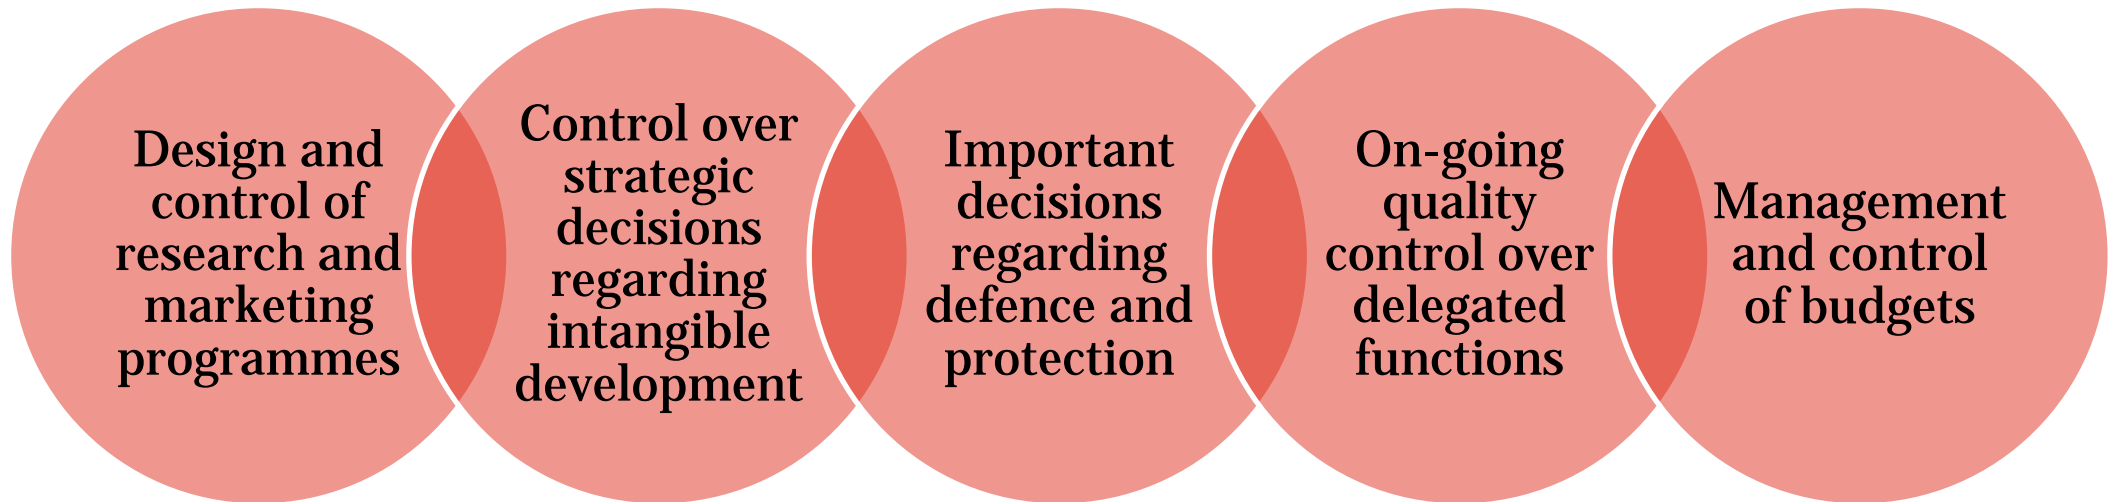 Design and
control of
research and
marketing
programmes
Control over
strategic
decisions
regarding
intangible
development
Important
decisions
regarding
defence and
protection
On-going
quality
control over
delegated
functions
Management
and control
of budgets